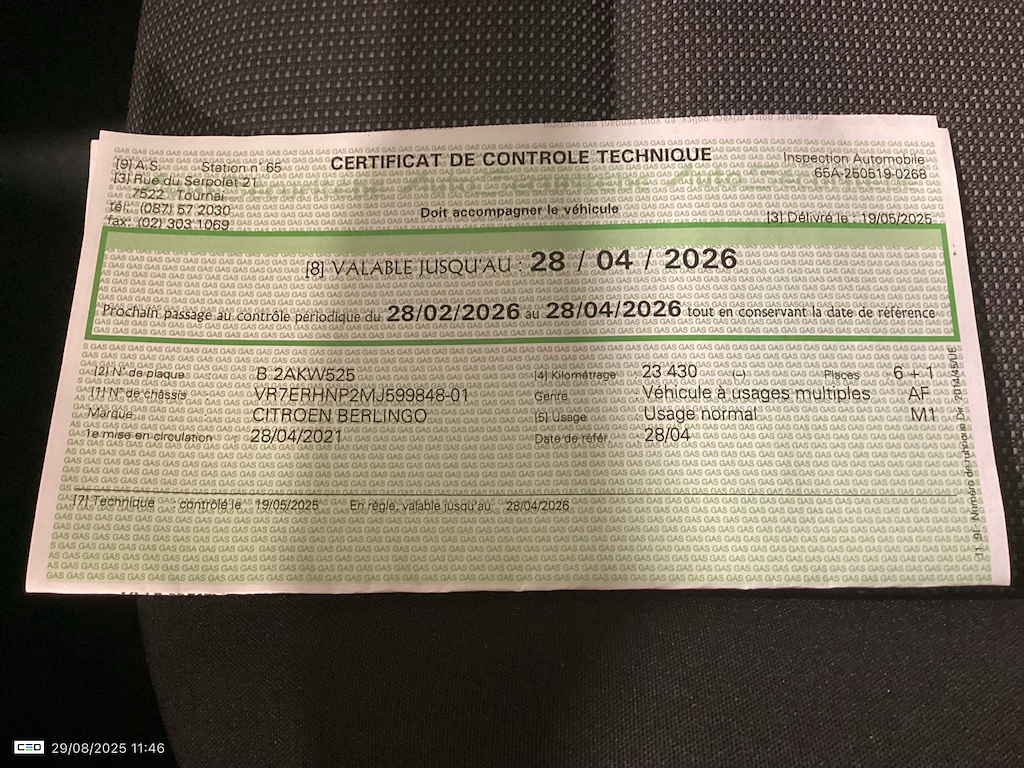 [9] A.S. Station n° 65
[3] Rue du Serpolet 21
7522 Tournai
tél.: (087) 57 2030
fax: (02) 303 1069
CERTIFICAT DE CONTROLE TECHNIQUE
Doit accompagner le véhicule
Inspection Automobile
65A-250519-0268
[3] Délivré le : 19/05/2025
[8] VALABLE JUSQU'AU : 28 / 04 / 2026
Prochain passage au contrôle périodique du 28/02/2026 au 28/04/2026 tout en conservant la date de référence
[2] N° de plaque : B 2AKW525
[1] N° de châssis : VR7ERHNP2MJ599848-01
Marque : CITROEN BERLINGO
1e mise en circulation : 28/04/2021
[4] Kilométrage : 23 430 (-) Places 6 + 1
Genre : Véhicule à usages multiples AF
[5] Usage : Usage normal M1
Date de référ. : 28/04
[7] Technique contrôlé le 19/05/2025 En règle, valable jusqu'au 28/04/2026
CEO 29/08/2025 11:46